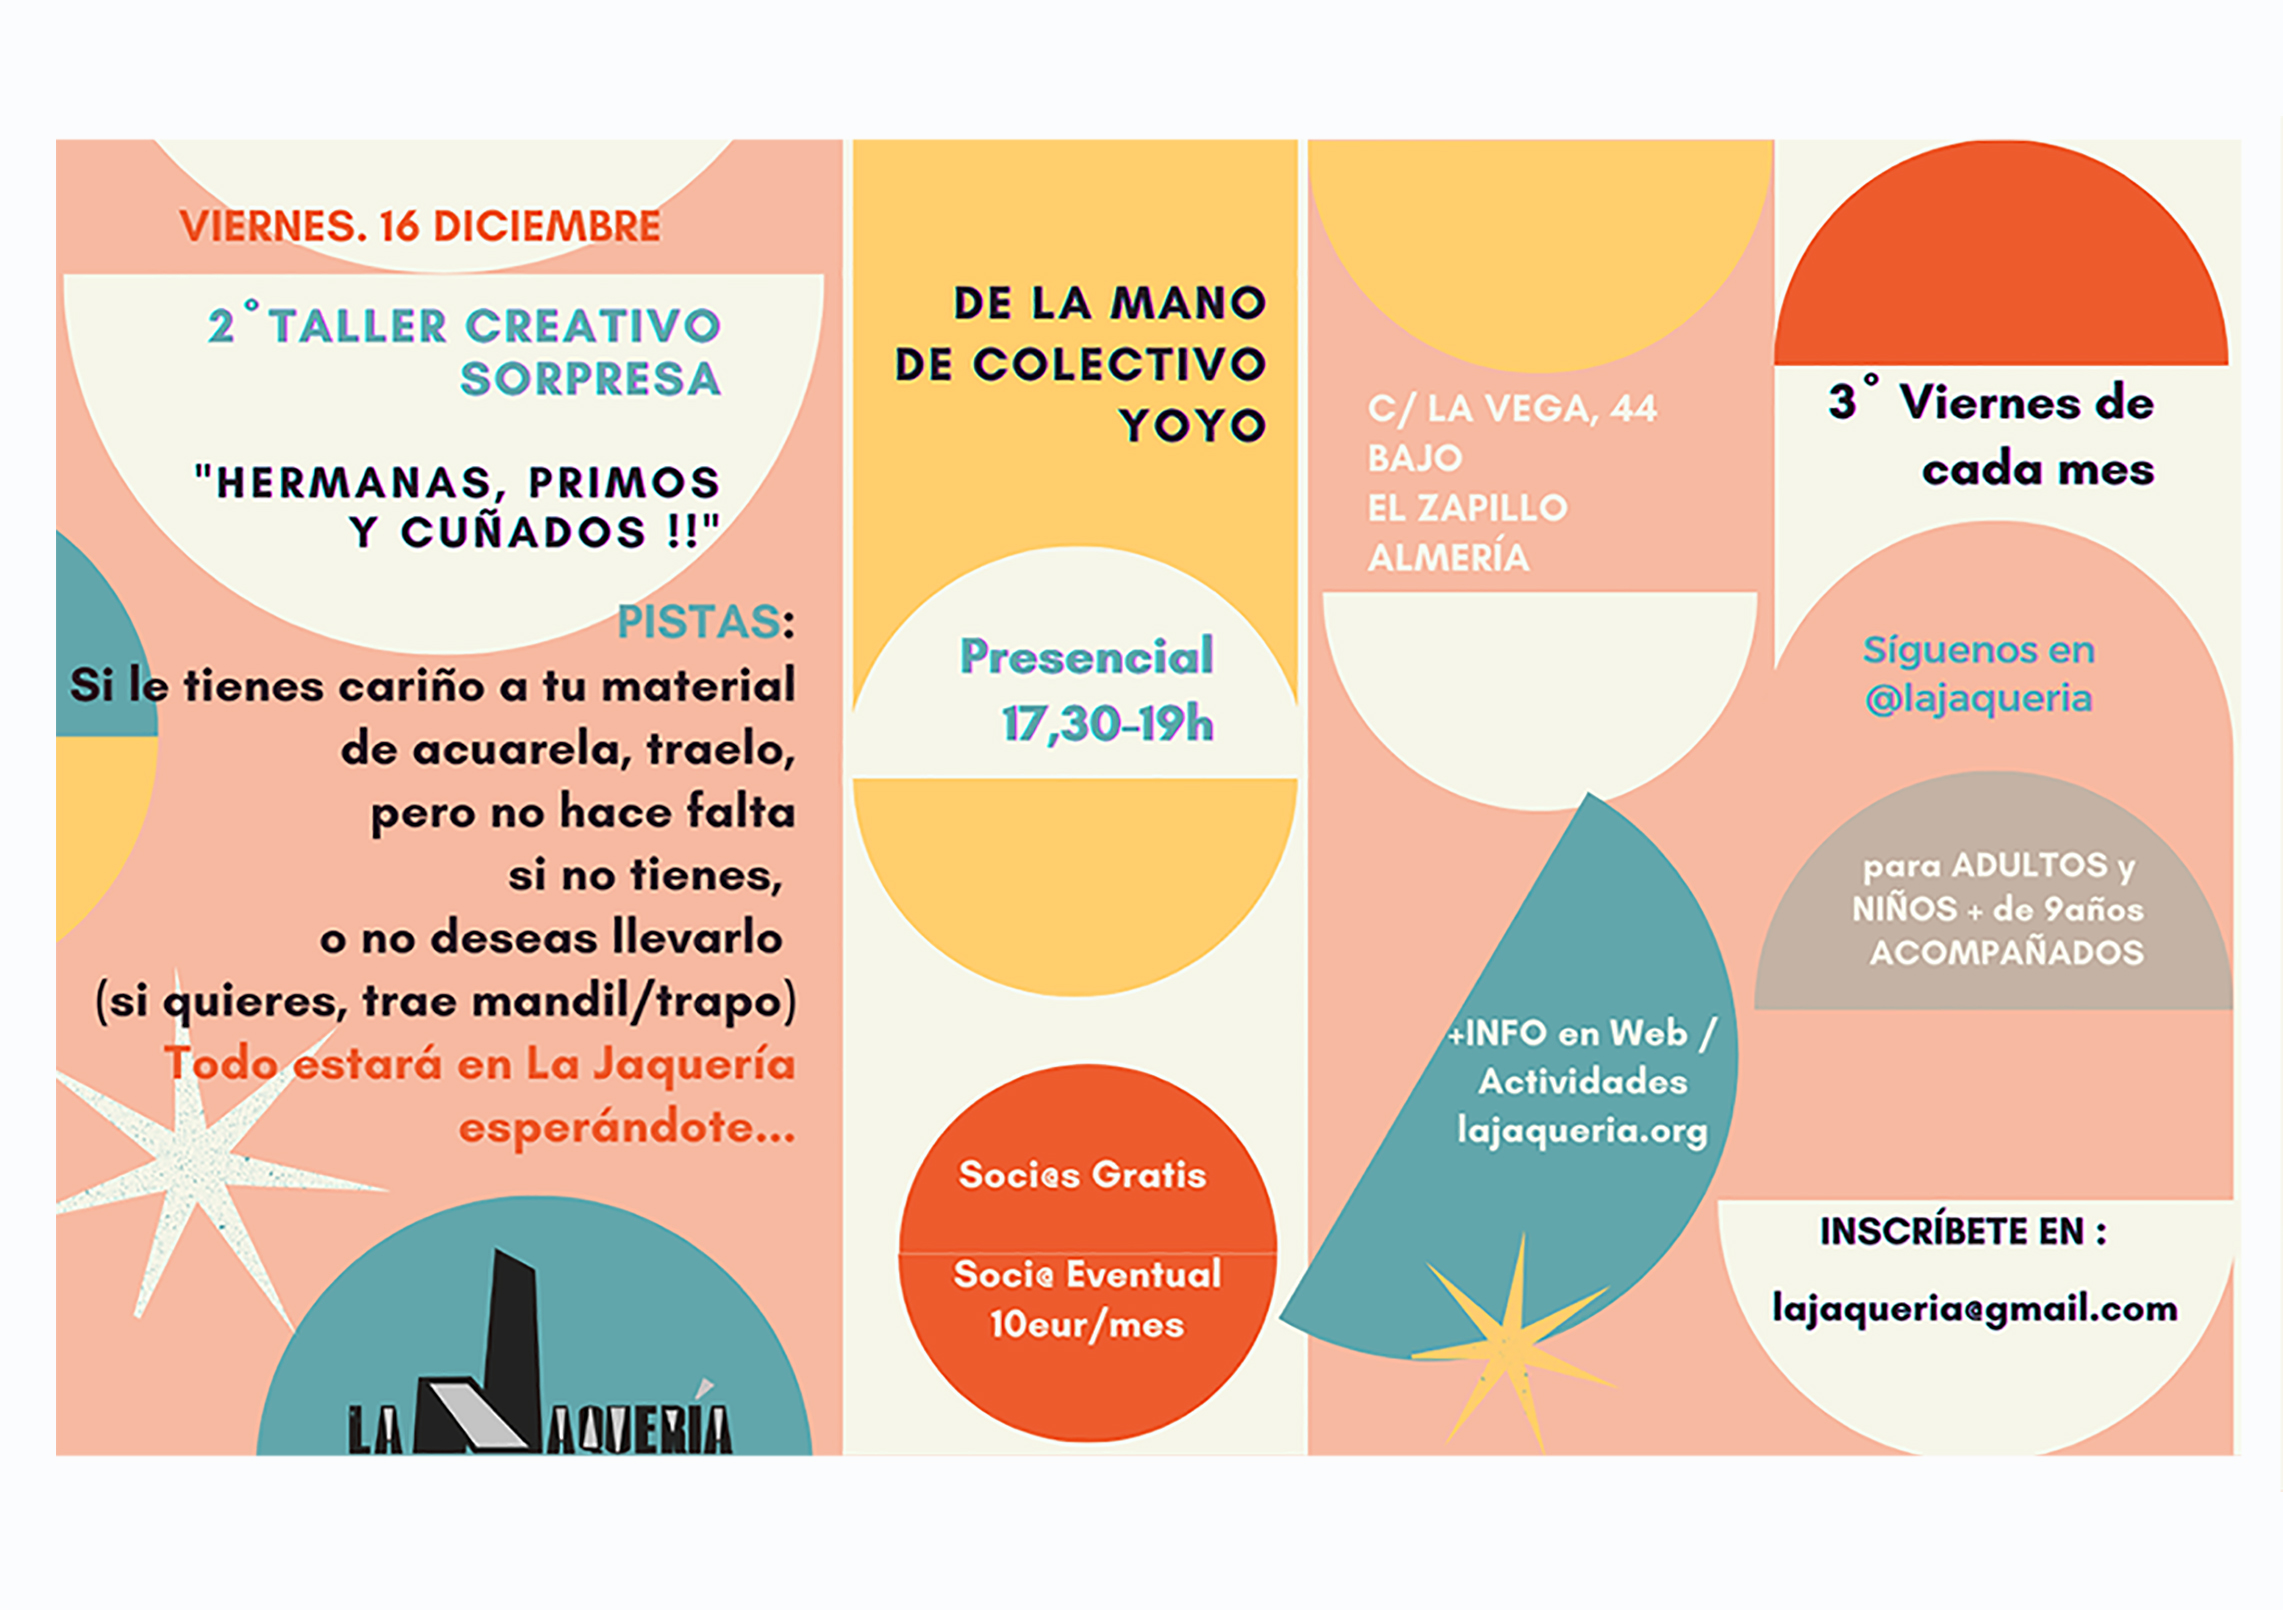 VIERNES. 16 DICIEMBRE
2°TALLER CREATIVO
SORPRESA
"HERMANAS, PRIMOS
Y CUÑADOS !!"
PISTAS:
Si le tienes cariño a tu material
de acuarela, traelo,
pero no hace falta
si no tienes,
o no deseas llevarlo
(si quieres, trae mandil/trapo)
Todo estará en La Jaquería
esperándote...
LA JAQUERÍA
DE LA MANO
DE COLECTIVO
YOYO
Presencial
17,30-19h
Soci@s Gratis
Soci@ Eventual
10eur/mes
C/ LA VEGA, 44
BAJO
EL ZAPILLO
ALMERÍA
+INFO en Web /
Actividades
lajaqueria.org
3° Viernes de
cada mes
Síguenos en
@lajaqueria
para ADULTOS y
NIÑOS + de 9años
ACOMPAÑADOS
INSCRÍBETE EN :
lajaqueria@gmail.com